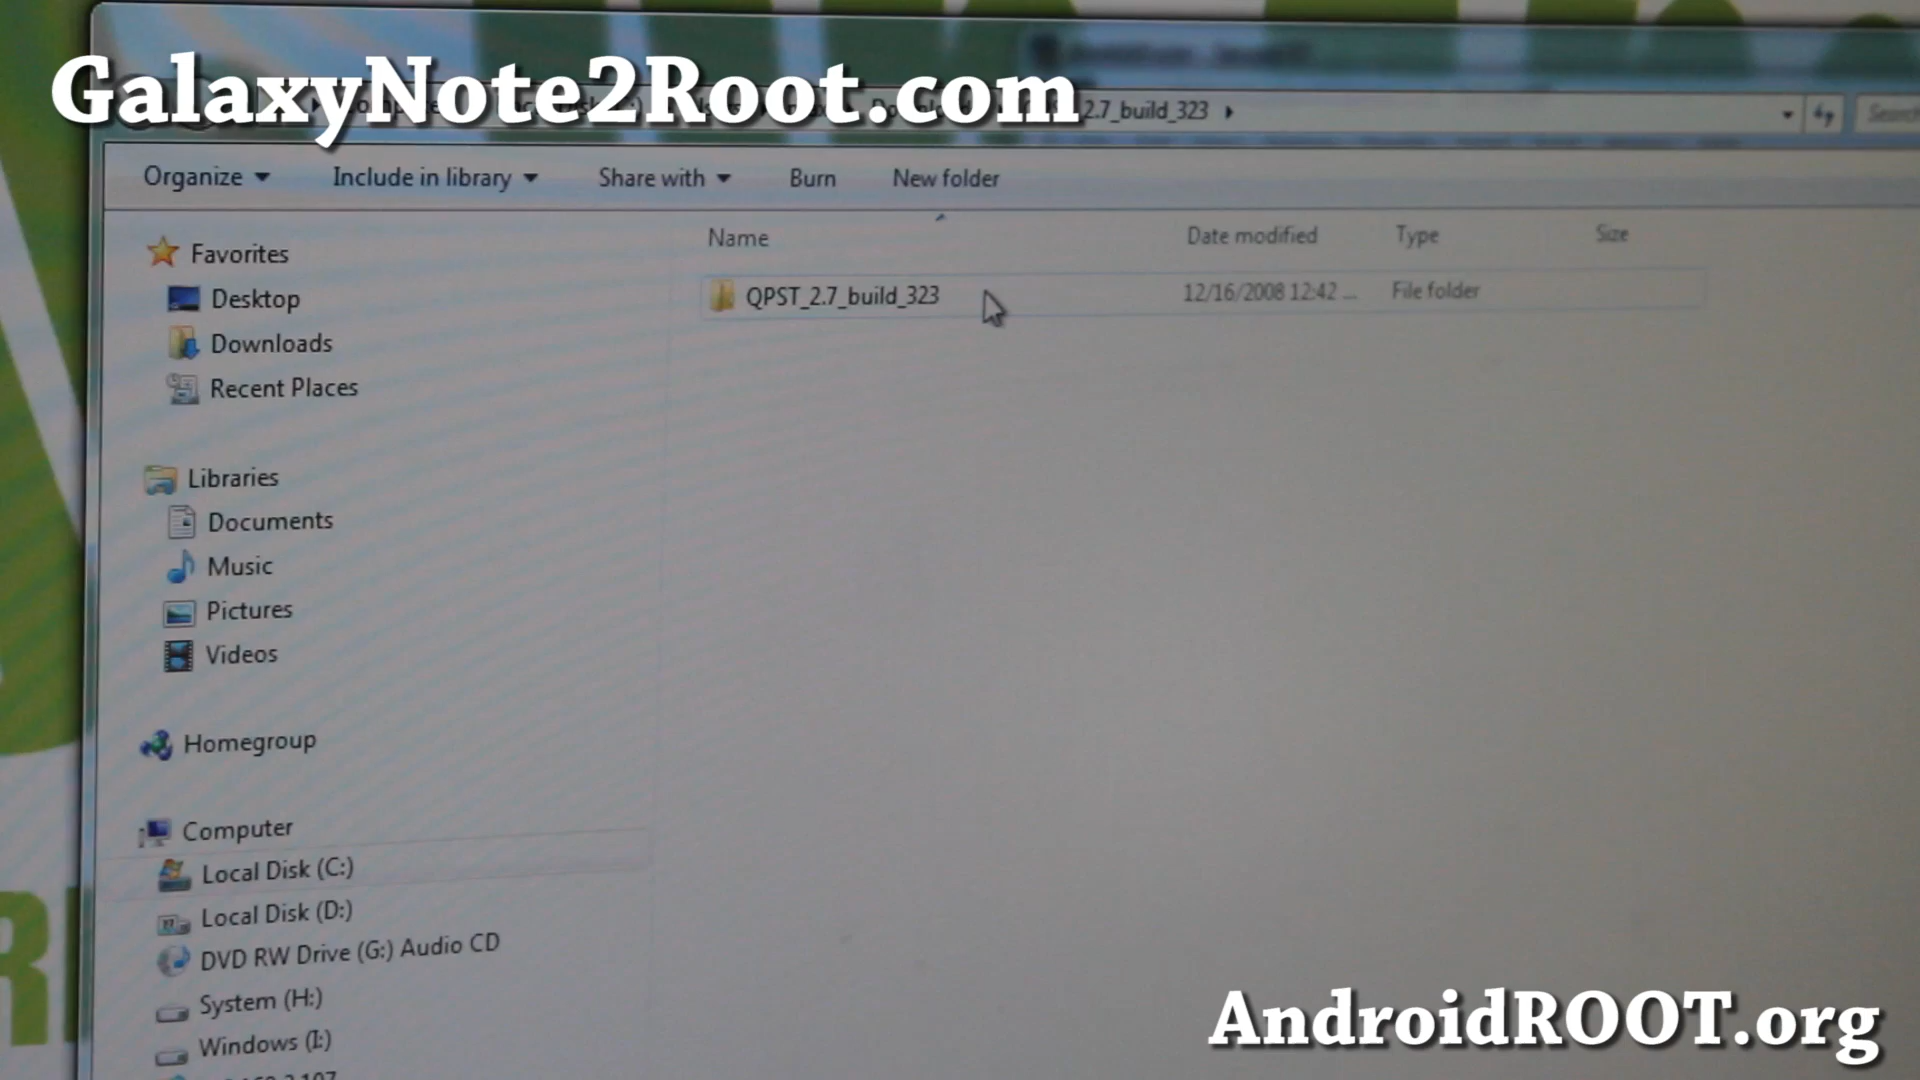 GalaxyNote2Root.com
2.7_build_323
Organize
Include in library
Share with
Burn
New folder
Name
Date modified
Type
Size
QPST_2.7_build_323
12/16/2008 12:42 ...
File folder
Favorites
Desktop
Downloads
Recent Places
Libraries
Documents
Music
Pictures
Videos
Homegroup
Computer
Local Disk (C:)
Local Disk (D:)
DVD RW Drive (G:) Audio CD
System (H:)
Windows (I:)
AndroidROOT.org